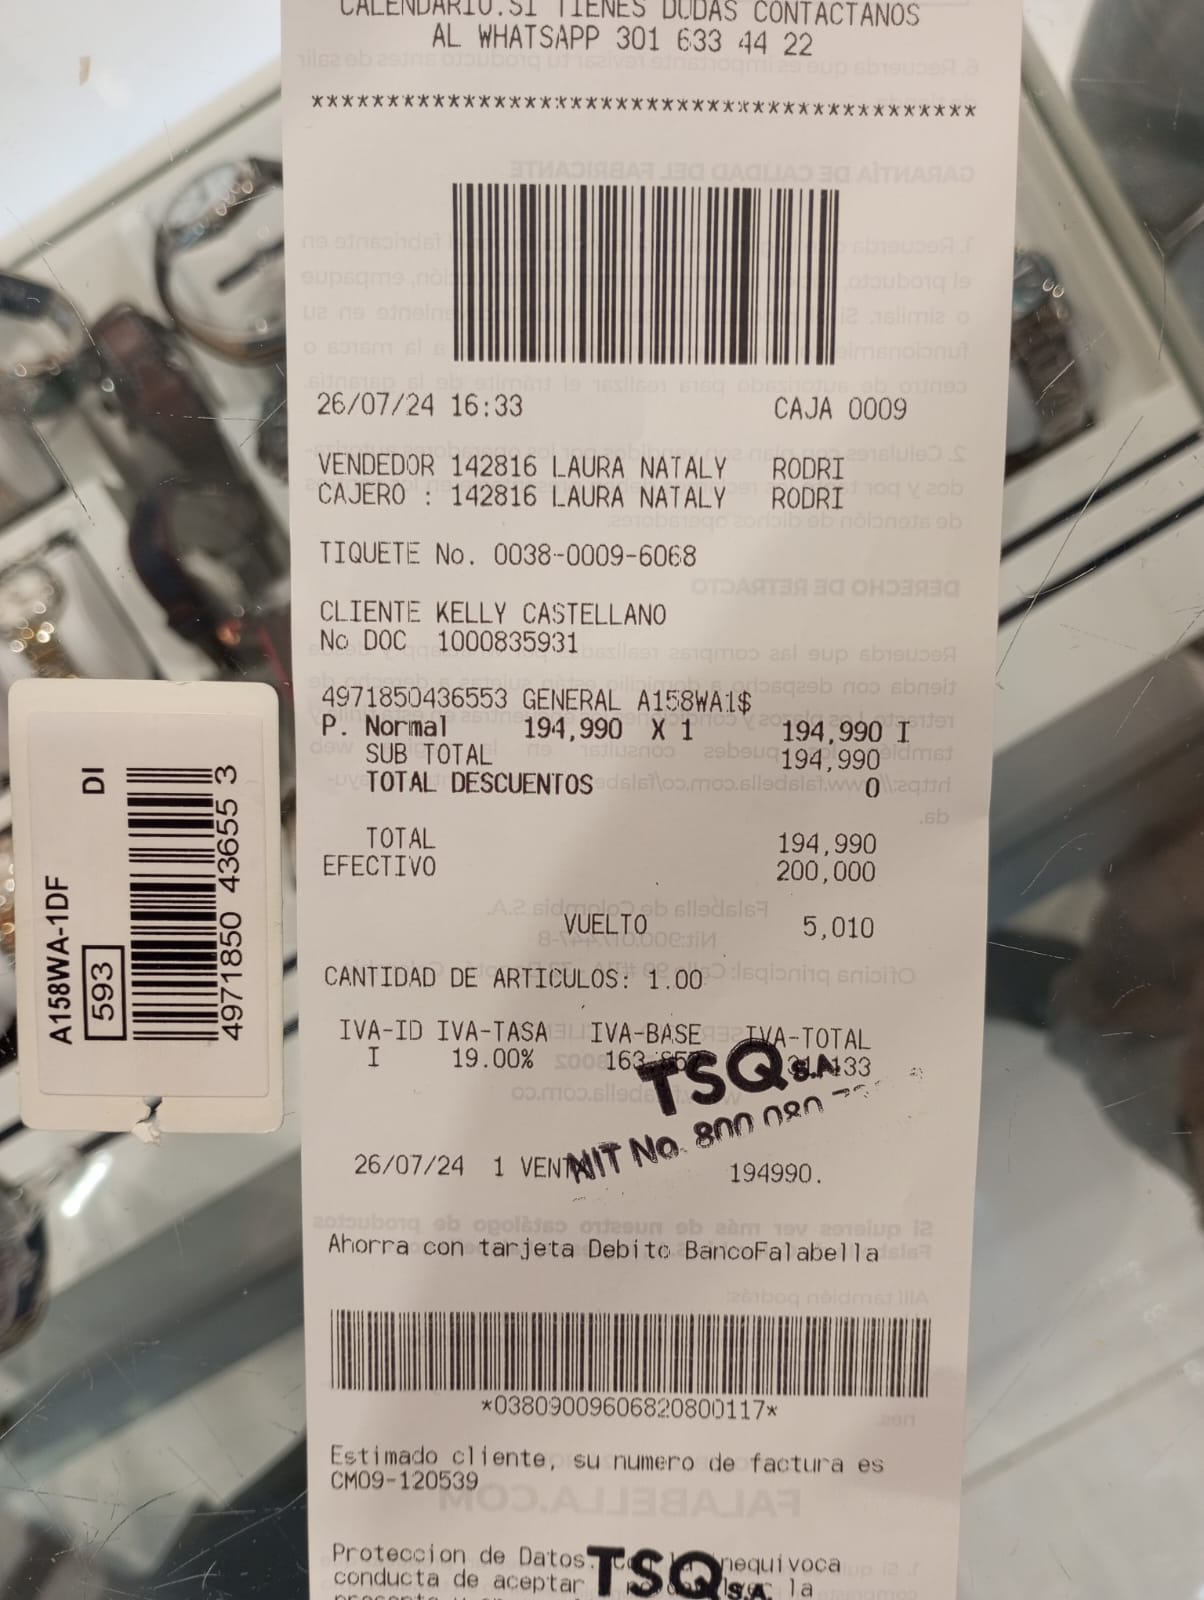 CALENDARIO.SI TIENES DUDAS CONTACTANOS
AL WHATSAPP 301 633 44 22
********************************************
26/07/24 16:33 CAJA 0009
VENDEDOR 142816 LAURA NATALY RODRI
CAJERO : 142816 LAURA NATALY RODRI
TIQUETE No. 0038-0009-6068
CLIENTE KELLY CASTELLANO
No DOC 1000835931
4971850436553 GENERAL A158WA1$
P. Normal 194,990 X 1 194,990 I
SUB TOTAL 194,990
TOTAL DESCUENTOS 0
TOTAL 194,990
EFECTIVO 200,000
VUELTO 5,010
CANTIDAD DE ARTICULOS: 1.00
IVA-ID IVA-TASA IVA-BASE IVA-TOTAL
I 19.00%
TSQ S.A.
NIT No. 800 080
26/07/24 1 VENTA 194990.
Ahorra con tarjeta Debito BancoFalabella
*03809009606820800117*
Estimado cliente, su numero de factura es
CM09-120539
Proteccion de Datos. inequivoca
conducta de aceptar la
TSQ S.A.
A158WA-1DF
593
DI
4971850 43655 3